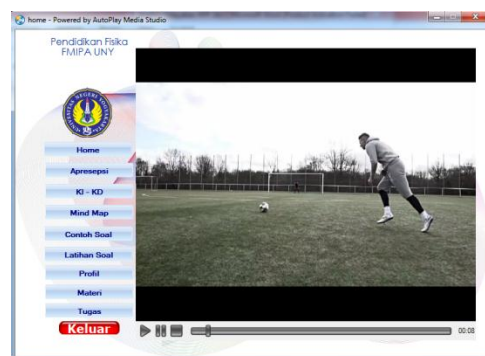 home - Powered by AutoPlay Media Studio
Pendidikan Fisika
FMIPA UNY
Home
Apresepsi
KI - KD
Mind Map
Contoh Soal
Latihan Soal
Profil
Materi
Tugas
Keluar
00:08